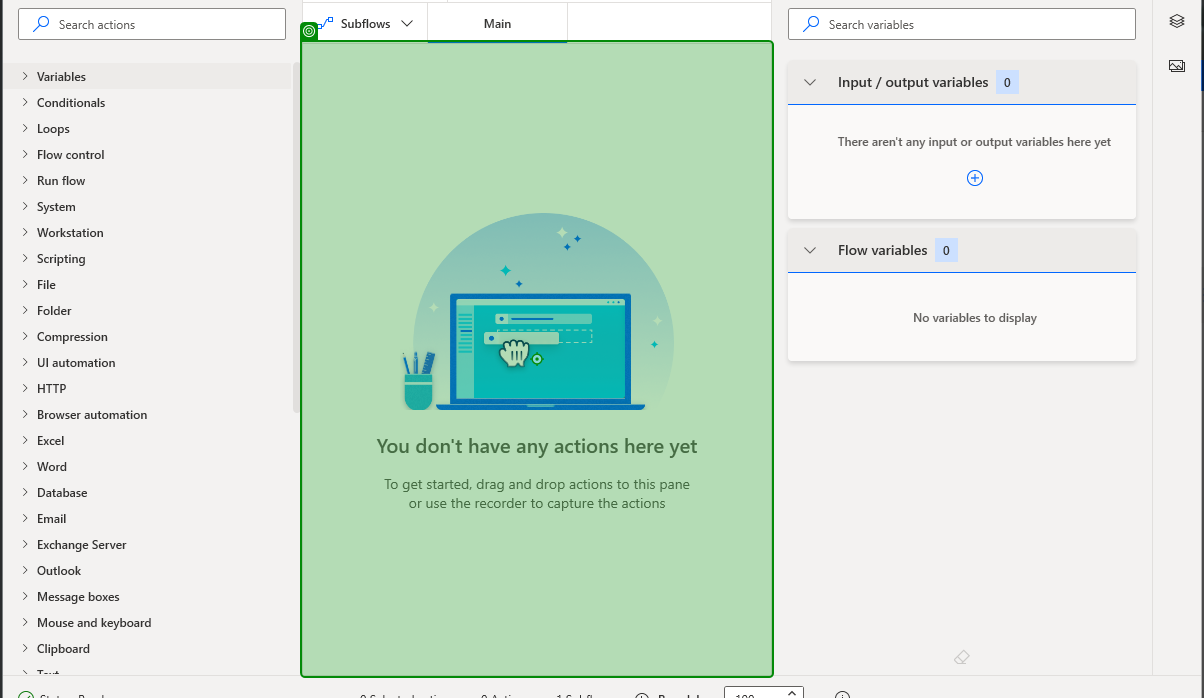 Search actions
Variables
Conditionals
Loops
Flow control
Run flow
System
Workstation
Scripting
File
Folder
Compression
UI automation
HTTP
Browser automation
Excel
Word
Database
Email
Exchange Server
Outlook
Message boxes
Mouse and keyboard
Clipboard
Subflows
Main
You don't have any actions here yet
To get started, drag and drop actions to this pane
or use the recorder to capture the actions
Search variables
Input / output variables 0
There aren't any input or output variables here yet
Flow variables 0
No variables to display